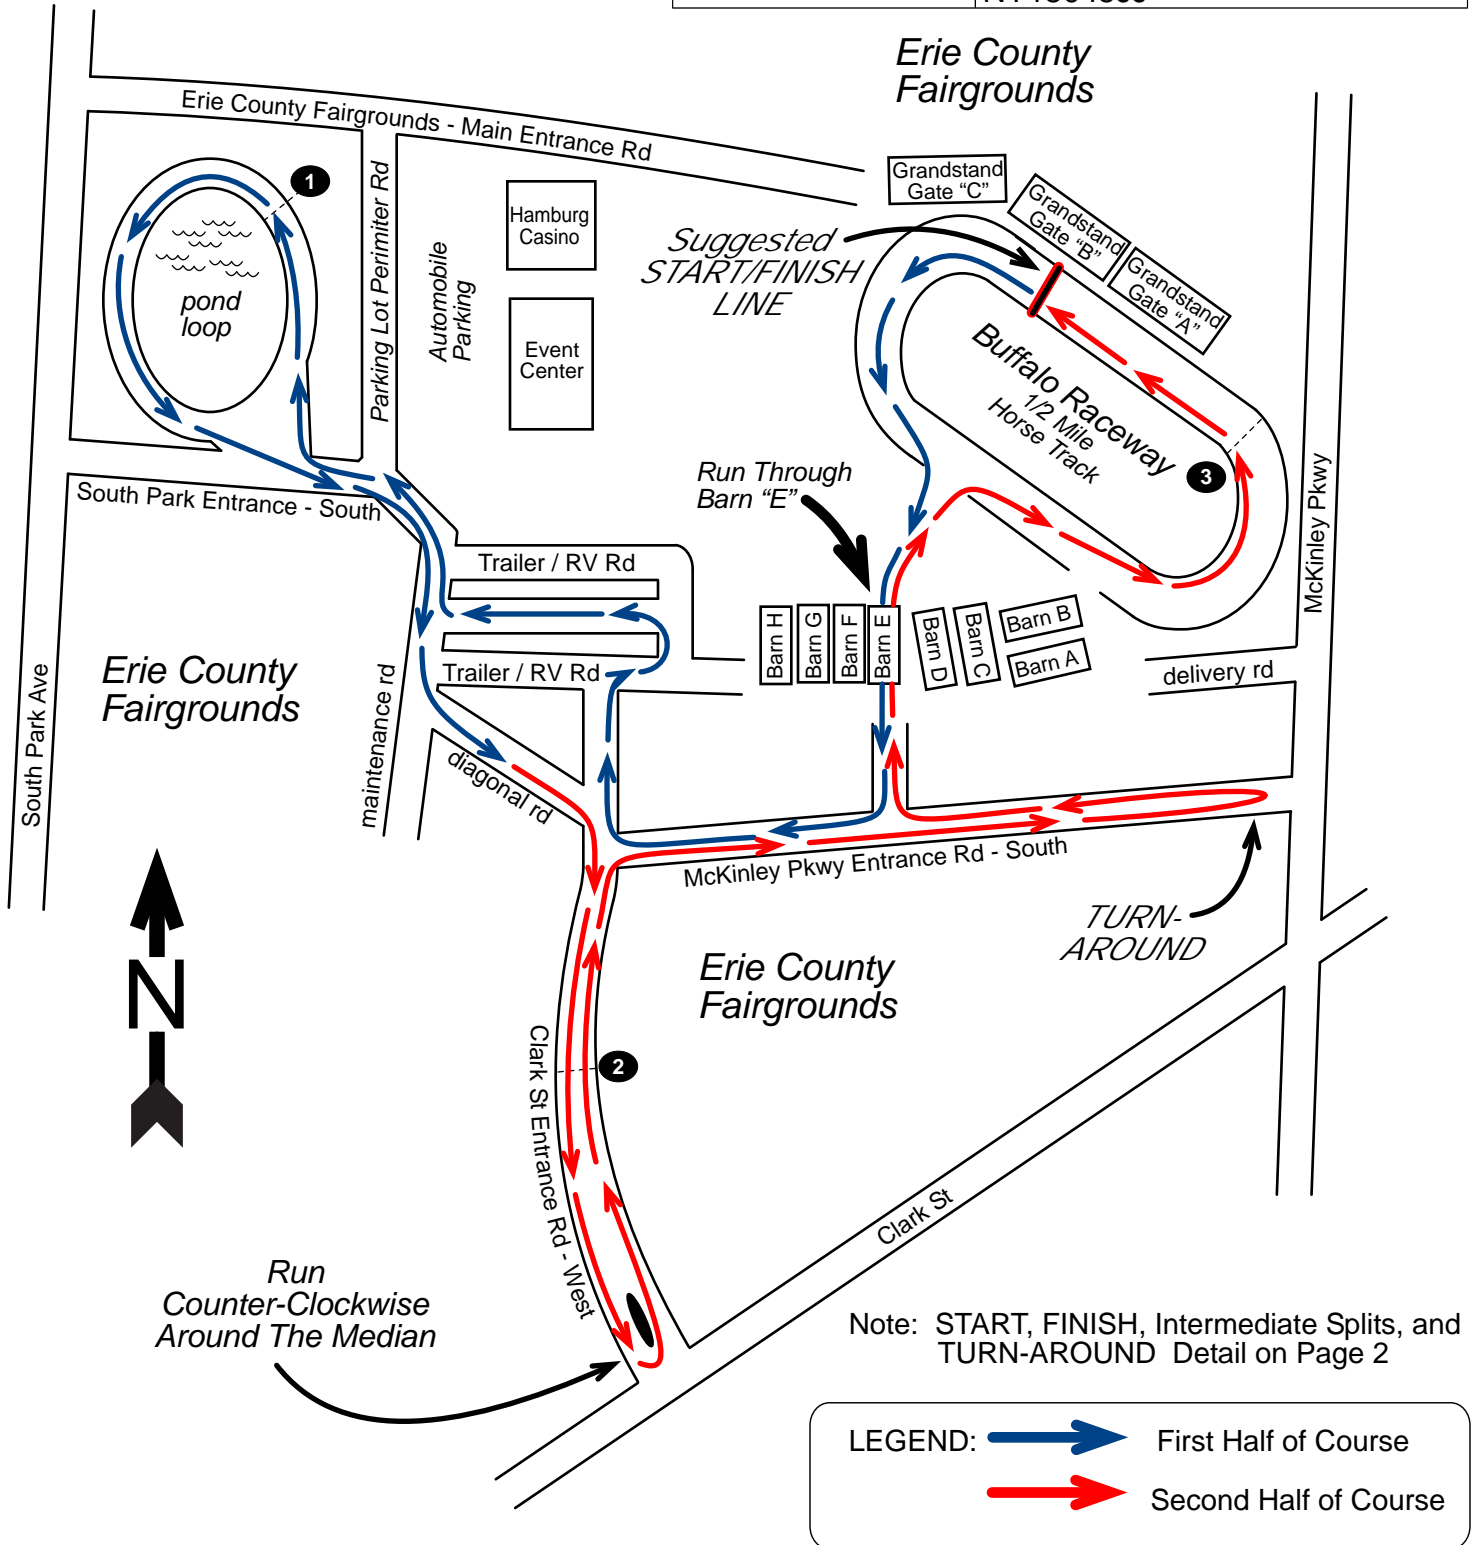 Erie County
Fairgrounds
Erie County Fairgrounds - Main Entrance Rd
1
Parking Lot Perimiter Rd
Hamburg
Casino
Automobile
Parking
Event
Center
pond
loop
Grandstand
Gate “C”
Grandstand
Gate “B”
Grandstand
Gate “A”
Suggested
START/FINISH
LINE
Buffalo Raceway
1/2 Mile
Horse Track
3
McKinley Pkwy
Run Through
Barn “E”
South Park Entrance - South
Trailer / RV Rd
Trailer / RV Rd
Barn H
Barn G
Barn F
Barn E
Barn D
Barn C
Barn B
Barn A
delivery rd
Erie County
Fairgrounds
South Park Ave
maintenance rd
diagonal rd
McKinley Pkwy Entrance Rd - South
TURN-
AROUND
Erie County
Fairgrounds
N
2
Clark St Entrance Rd - West
Clark St
Run
Counter-Clockwise
Around The Median
Note: START, FINISH, Intermediate Splits, and
TURN-AROUND Detail on Page 2
LEGEND:
First Half of Course
Second Half of Course